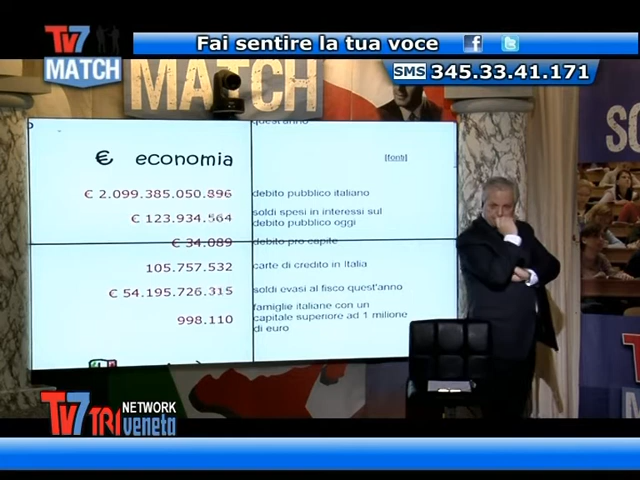 TV7
MATCH
Fai sentire la tua voce
SMS 345.33.41.171
MATCH
SO
quest'anno
€ economia
[fonti]
€ 2.099.385.050.896 debito pubblico italiano
€ 123.934.564 soldi spesi in interessi sul
debito pubblico oggi
€ 34.089 debito pro capite
105.757.532 carte di credito in Italia
€ 54.195.726.315 soldi evasi al fisco quest'anno
998.110 famiglie italiane con un
capitale superiore ad 1 milione
di euro
TV7 TRIveneta NETWORK